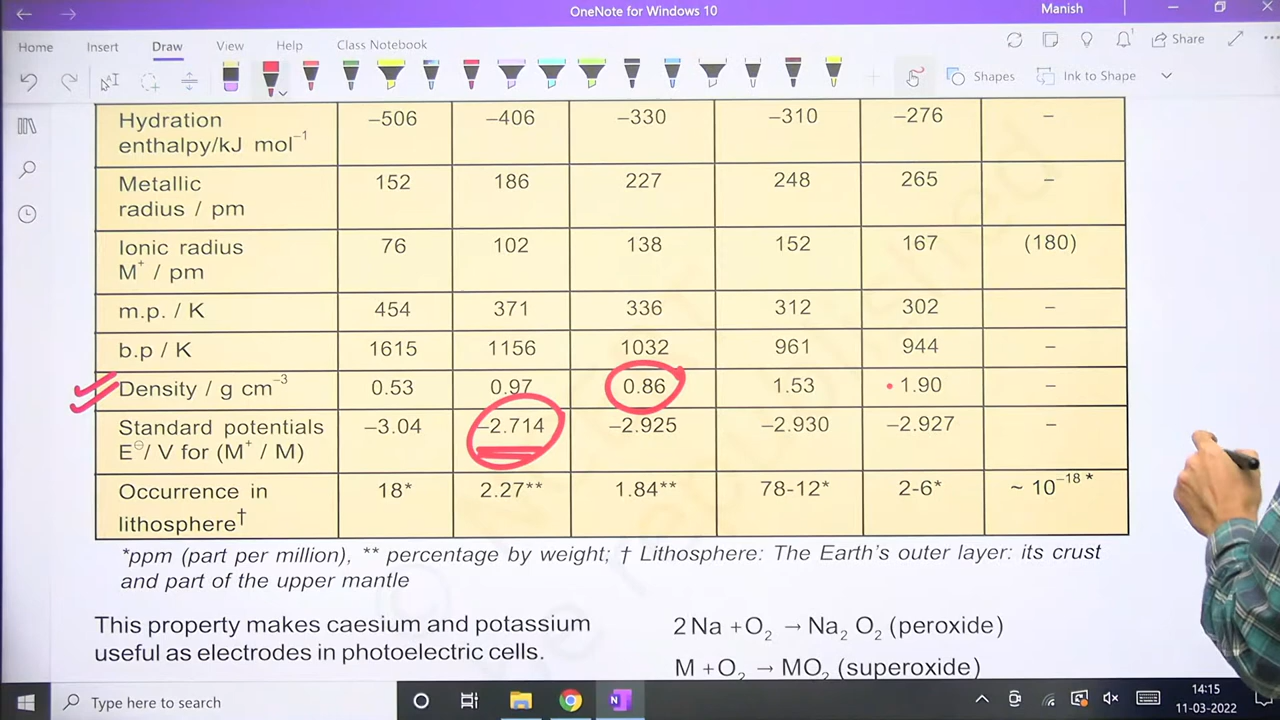 OneNote for Windows 10
Manish
Home Insert Draw View Help Class Notebook
Share
Shapes Ink to Share
Hydration enthalpy/kJ mol⁻¹ –506 –406 –330 –310 –276 –
Metallic radius / pm 152 186 227 248 265 –
Ionic radius M⁺ / pm 76 102 138 152 167 (180)
m.p. / K 454 371 336 312 302 –
b.p / K 1615 1156 1032 961 944 –
Density / g cm⁻³ 0.53 0.97 0.86 1.53 1.90 –
Standard potentials E⊖/ V for (M⁺ / M) –3.04 –2.714 –2.925 –2.930 –2.927 –
Occurrence in lithosphere† 18* 2.27** 1.84** 78-12* 2-6* ~ 10⁻¹⁸ *
*ppm (part per million), ** percentage by weight; † Lithosphere: The Earth's outer layer: its crust
and part of the upper mantle
This property makes caesium and potassium
useful as electrodes in photoelectric cells.
2 Na + O₂ → Na₂ O₂ (peroxide)
M + O₂ → MO₂ (superoxide)
Type here to search
14:15
11-03-2022